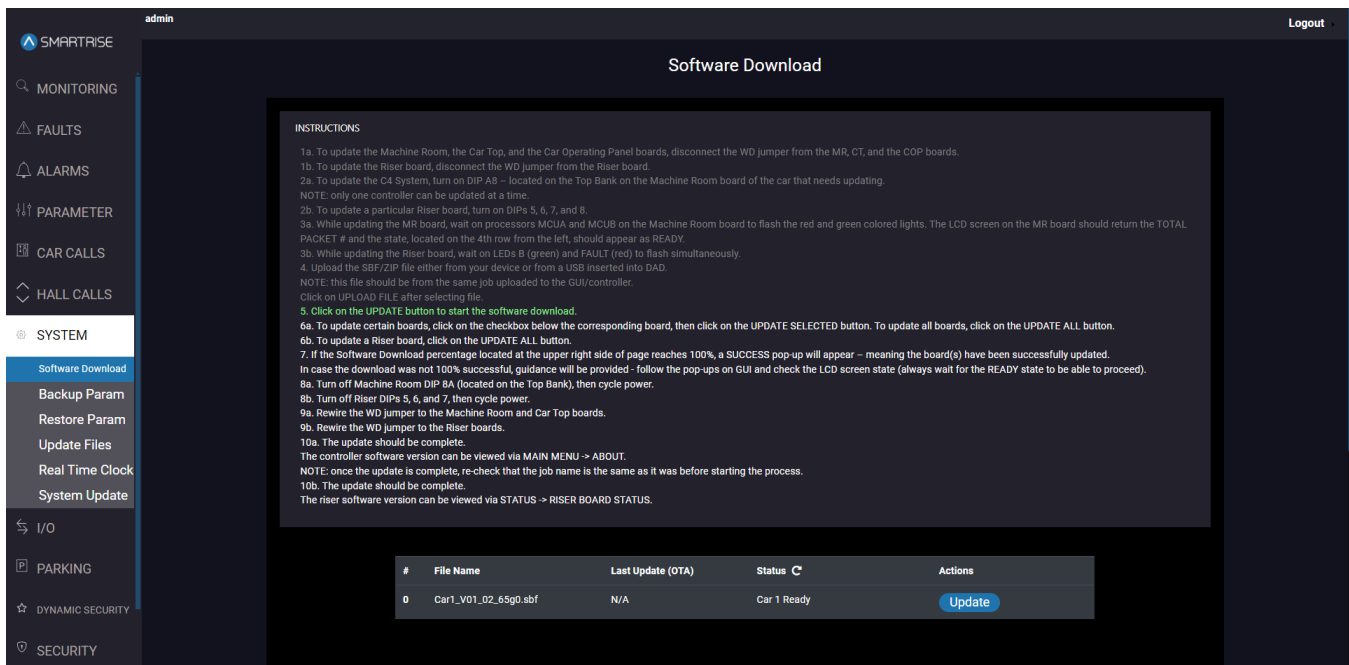 admin
Logout
SMARTRISE
Software Download
MONITORING
FAULTS
ALARMS
PARAMETER
CAR CALLS
HALL CALLS
SYSTEM
Software Download
Backup Param
Restore Param
Update Files
Real Time Clock
System Update
I/O
PARKING
DYNAMIC SECURITY
SECURITY
INSTRUCTIONS
1a. To update the Machine Room, the Car Top, and the Car Operating Panel boards, disconnect the WD jumper from the MR, CT, and the COP boards.
1b. To update the Riser board, disconnect the WD jumper from the Riser board.
2a. To update the C4 System, turn on DIP A8 – located on the Top Bank on the Machine Room board of the car that needs updating.
NOTE: only one controller can be updated at a time.
2b. To update a particular Riser board, turn on DIPs 5, 6, 7, and 8.
3a. While updating the MR board, wait on processors MCUA and MCUB on the Machine Room board to flash the red and green colored lights. The LCD screen on the MR board should return the TOTAL
PACKET # and the state, located on the 4th row from the left, should appear as READY.
3b. While updating the Riser board, wait on LEDs B (green) and FAULT (red) to flash simultaneously.
4. Upload the SBF/ZIP file either from your device or from a USB inserted into DAD.
NOTE: this file should be from the same job uploaded to the GUI/controller.
Click on UPLOAD FILE after selecting file.
5. Click on the UPDATE button to start the software download.
6a. To update certain boards, click on the checkbox below the corresponding board, then click on the UPDATE SELECTED button. To update all boards, click on the UPDATE ALL button.
6b. To update a Riser board, click on the UPDATE ALL button.
7. If the Software Download percentage located at the upper right side of page reaches 100%, a SUCCESS pop-up will appear – meaning the board(s) have been successfully updated.
In case the download was not 100% successful, guidance will be provided - follow the pop-ups on GUI and check the LCD screen state (always wait for the READY state to be able to proceed).
8a. Turn off Machine Room DIP 8A (located on the Top Bank), then cycle power.
8b. Turn off Riser DIPs 5, 6, and 7, then cycle power.
9a. Rewire the WD jumper to the Machine Room and Car Top boards.
9b. Rewire the WD jumper to the Riser boards.
10a. The update should be complete.
The controller software version can be viewed via MAIN MENU -> ABOUT.
NOTE: once the update is complete, re-check that the job name is the same as it was before starting the process.
10b. The update should be complete.
The riser software version can be viewed via STATUS -> RISER BOARD STATUS.
# File Name Last Update (OTA) Status Actions
0 Car1_V01_02_65g0.sbf N/A Car 1 Ready Update